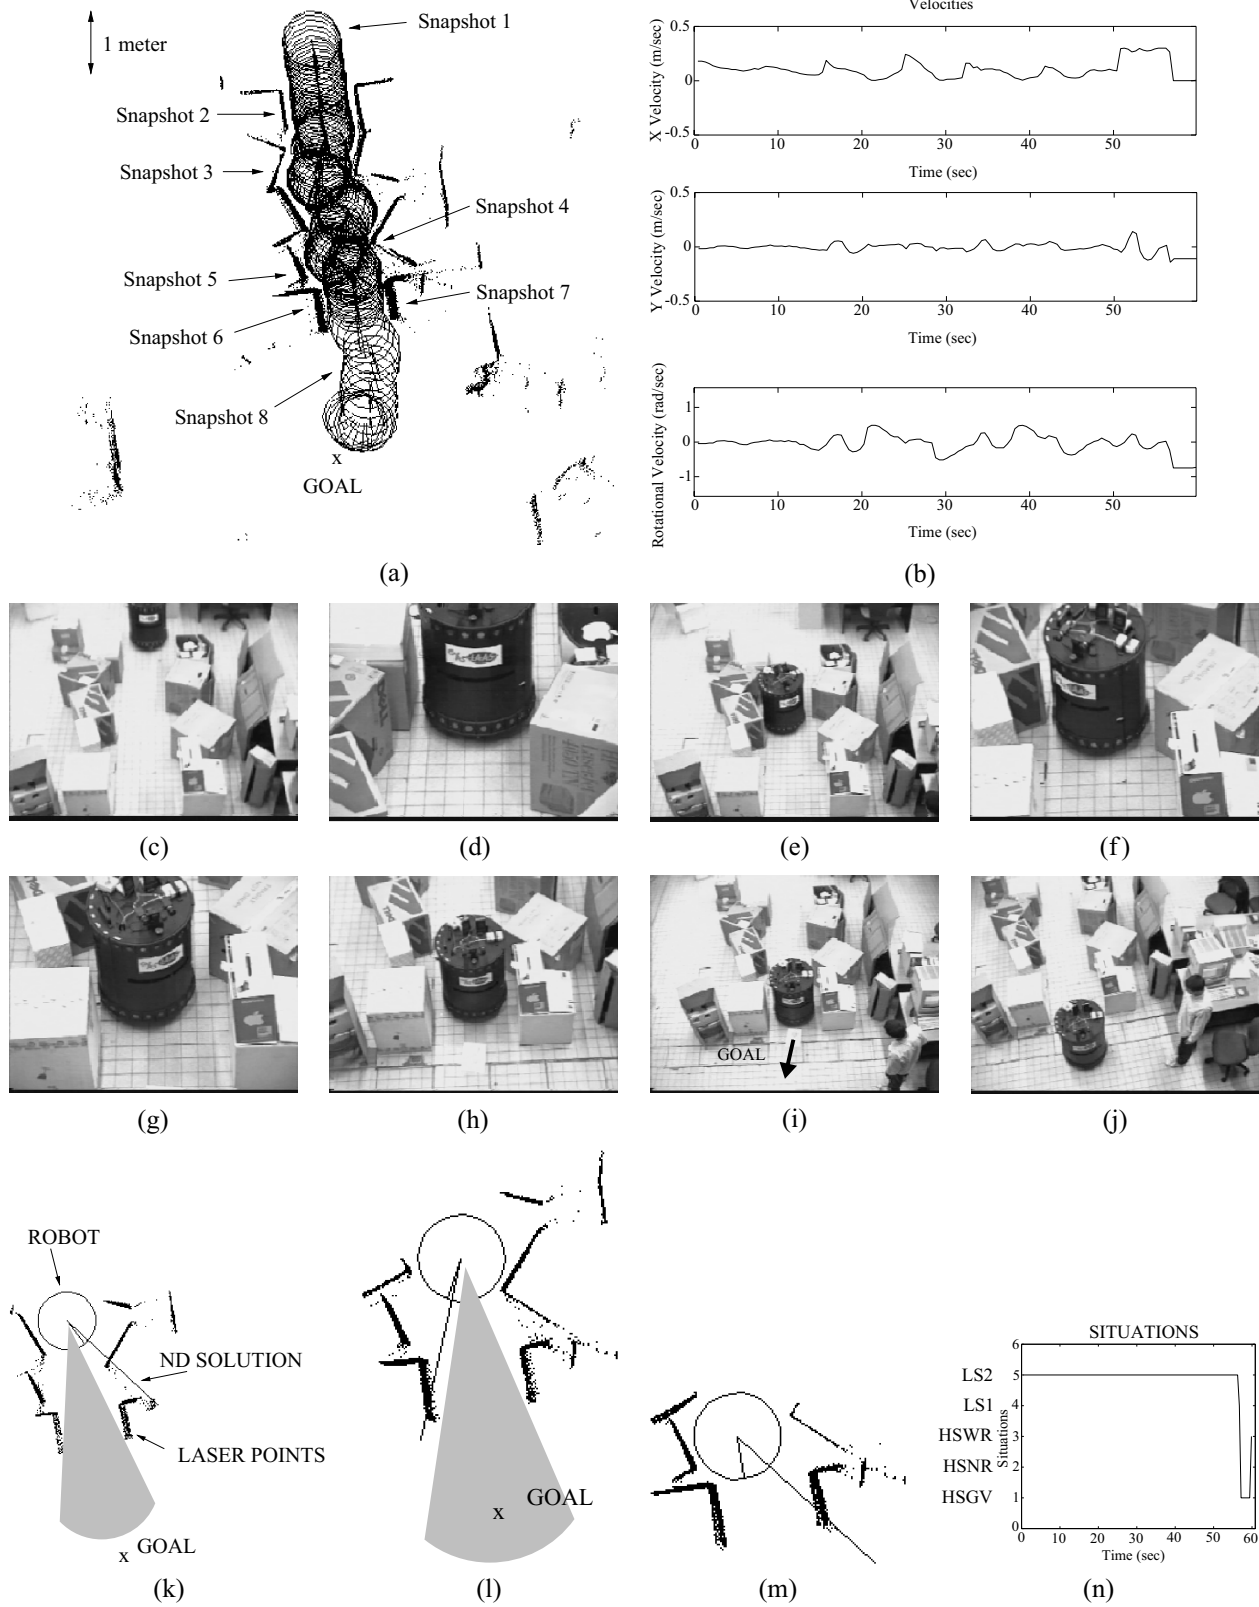 1 meter
Snapshot 1
Snapshot 2
Snapshot 3
Snapshot 4
Snapshot 5
Snapshot 7
Snapshot 6
Snapshot 8
x
GOAL
(a)
Velocities
X Velocity (m/sec)
0.5
0
-0.5
0 10 20 30 40 50
Time (sec)
Y Velocity (m/sec)
0.5
0
-0.5
0 10 20 30 40 50
Time (sec)
Rotational Velocity (rad/sec)
1
0
-1
0 10 20 30 40 50
Time (sec)
(b)
(c)
(d)
(e)
(f)
GOAL
(g)
(h)
(i)
(j)
ROBOT
ND SOLUTION
LASER POINTS
x GOAL
(k)
GOAL
x
(l)
(m)
SITUATIONS
LS2
LS1
HSWR
HSNR
HSGV
Situations
6
5
4
3
2
1
0
0 10 20 30 40 50 60
Time (sec)
(n)